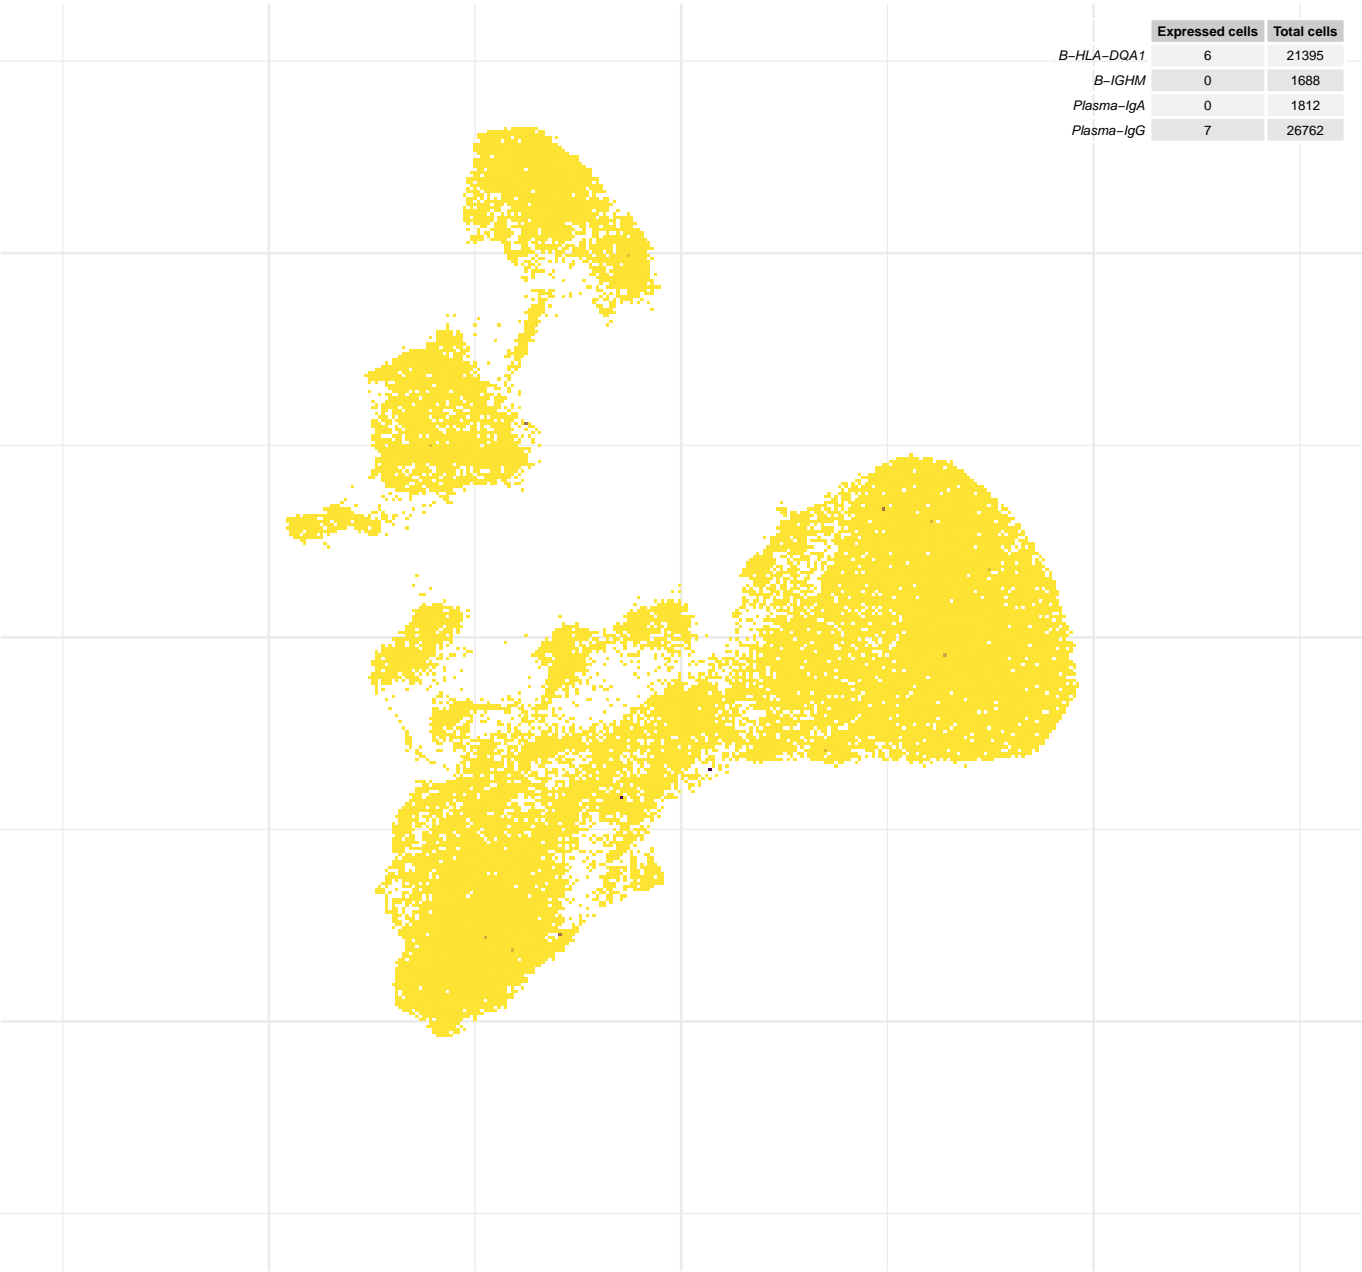 Expressed cells Total cells
B−HLA−DQA1 6 21395
B−IGHM 0 1688
Plasma−IgA 0 1812
Plasma−IgG 7 26762